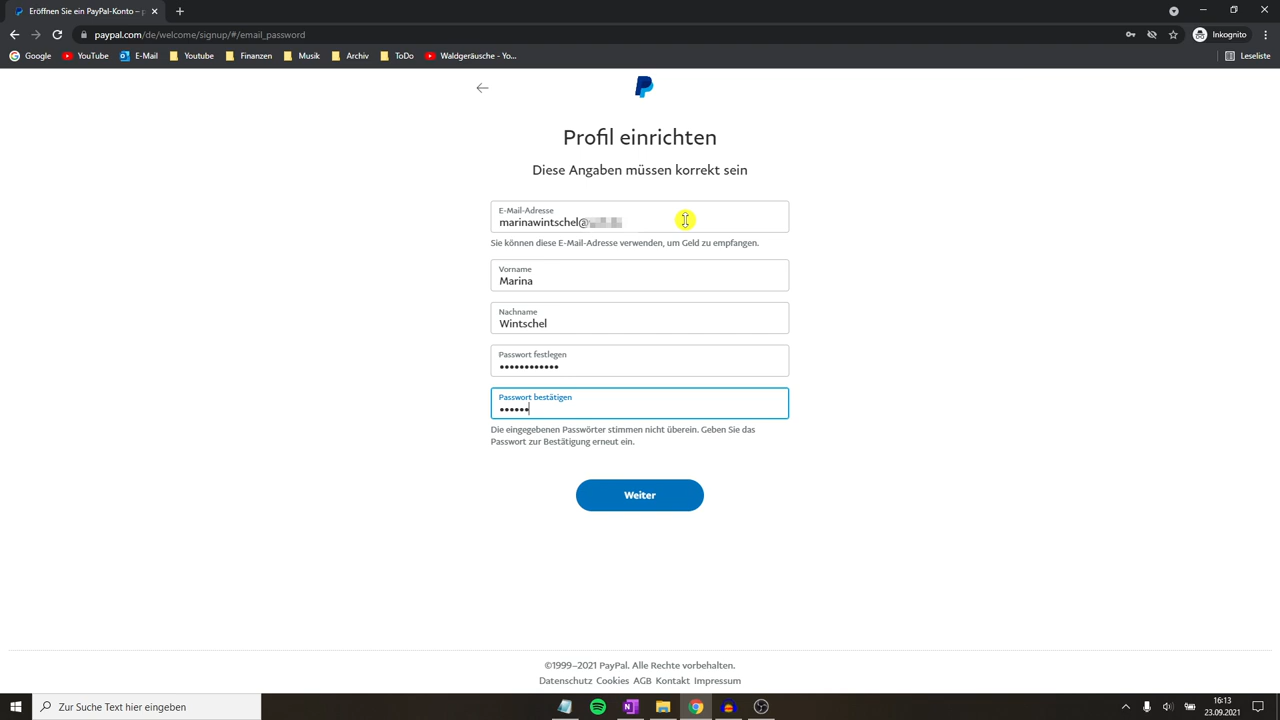 Eröffnen Sie ein PayPal-Konto –
paypal.com/de/welcome/signup/#/email_password
Inkognito
Google
YouTube
E-Mail
Youtube
Finanzen
Musik
Archiv
ToDo
Waldgeräusche - Yo...
Leseliste
Profil einrichten
Diese Angaben müssen korrekt sein
E-Mail-Adresse
marinawintschel@
Sie können diese E-Mail-Adresse verwenden, um Geld zu empfangen.
Vorname
Marina
Nachname
Wintschel
Passwort festlegen
••••••••••••
Passwort bestätigen
••••••
Die eingegebenen Passwörter stimmen nicht überein. Geben Sie das
Passwort zur Bestätigung erneut ein.
Weiter
©1999–2021 PayPal. Alle Rechte vorbehalten.
Datenschutz Cookies AGB Kontakt Impressum
Zur Suche Text hier eingeben
16:13
23.09.2021